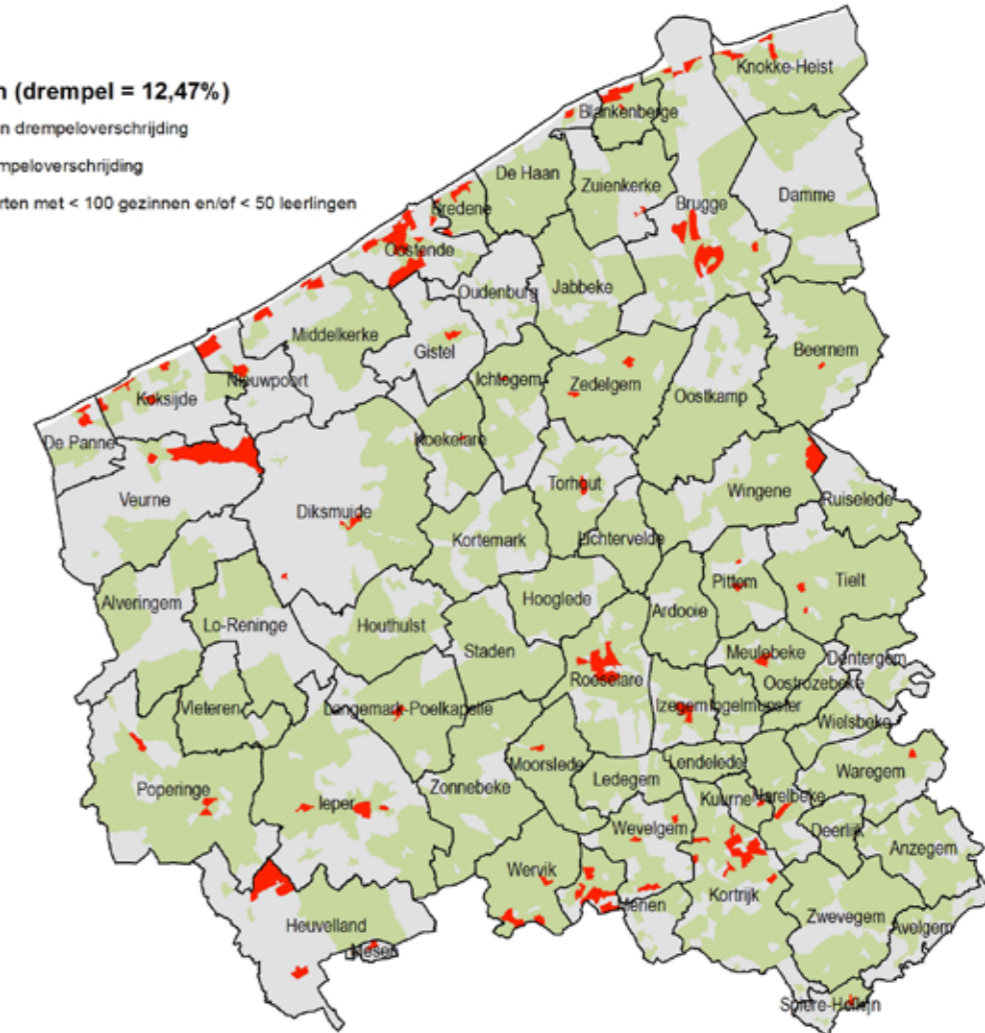 n (drempel = 12,47%)
n drempeloverschrijding
mpeloverschrijding
rten met < 100 gezinnen en/of < 50 leerlingen
Knokke-Heist
Blankenberge
De Haan
Zuienkerke
Damme
Bredene
Brugge
Oostende
Oudenburg
Jabbeke
Middelkerke
Gistel
Beernem
Nieuwpoort
Ichtegem
Zedelgem
Oostkamp
Koksijde
De Panne
Koekelare
Veurne
Diksmuide
Torhout
Wingene
Ruiselede
Kortemark
Lichtervelde
Alveringem
Lo-Reninge
Houthulst
Hooglede
Ardooie
Pittem
Tielt
Staden
Meulebeke
Dentergem
Roeselare
Oostrozebeke
Vleteren
Langemark-Poelkapelle
Izegem
Ingelmunster
Wielsbeke
Moorslede
Lendelede
Waregem
Poperinge
Ieper
Zonnebeke
Ledegem
Kuurne
Harelbeke
Wevelgem
Deerlijk
Anzegem
Wervik
Kortrijk
Menen
Zwevegem
Avelgem
Heuvelland
Mesen
Spiere-Helkijn